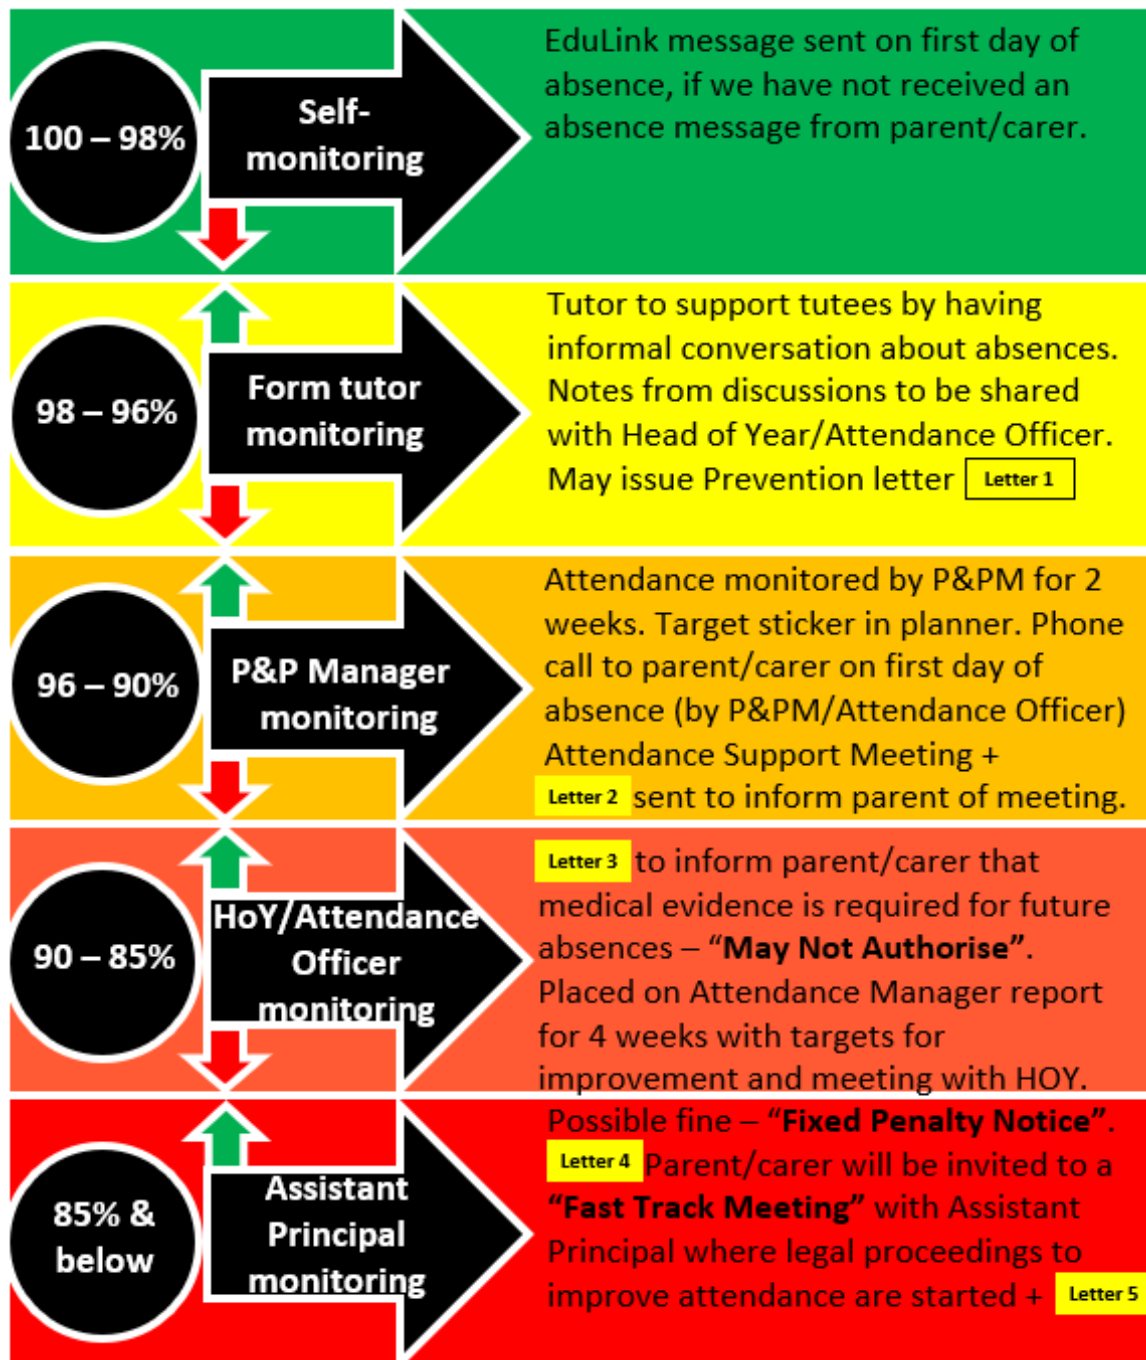 100 – 98%
Self-
monitoring
EduLink message sent on first day of
absence, if we have not received an
absence message from parent/carer.
98 – 96%
Form tutor
monitoring
Tutor to support tutees by having
informal conversation about absences.
Notes from discussions to be shared
with Head of Year/Attendance Officer.
May issue Prevention letter Letter 1
96 – 90%
P&P Manager
monitoring
Attendance monitored by P&PM for 2
weeks. Target sticker in planner. Phone
call to parent/carer on first day of
absence (by P&PM/Attendance Officer)
Attendance Support Meeting +
Letter 2 sent to inform parent of meeting.
90 – 85%
HoY/Attendance
Officer
monitoring
Letter 3 to inform parent/carer that
medical evidence is required for future
absences – “May Not Authorise”.
Placed on Attendance Manager report
for 4 weeks with targets for
improvement and meeting with HOY.
85% &
below
Assistant
Principal
monitoring
Possible fine – “Fixed Penalty Notice”.
Letter 4 Parent/carer will be invited to a
“Fast Track Meeting” with Assistant
Principal where legal proceedings to
improve attendance are started + Letter 5